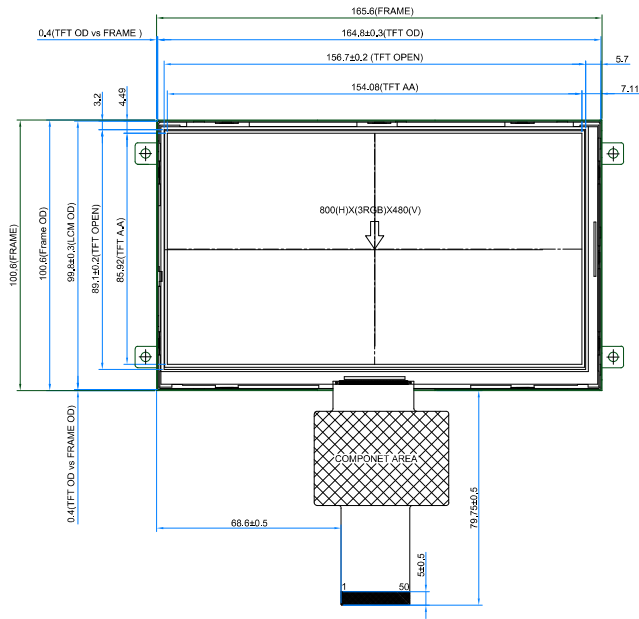 165.6(FRAME)
0.4(TFT OD vs FRAME )
164.8±0.3(TFT OD)
156.7±0.2 (TFT OPEN)
5.7
154.08(TFT AA)
7.11
3.2
4.49
800(H)X(3RGB)X480(V)
100.6(FRAME)
100.6(Frame OD)
99.8±0.3(LCM OD)
89.1±0.2(TFT OPEN)
85.92(TFT A.A)
0.4(TFT OD vs FRAME OD)
COMPONET AREA
68.6±0.5
79.75±0.5
5±0.5
1
50